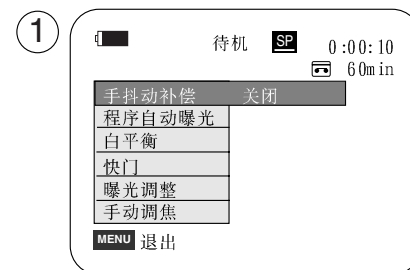 ①
待机 SP 0:00:10
60min
手抖动补偿 关闭
程序自动曝光
白平衡
快门
曝光调整
手动调焦
MENU 退出